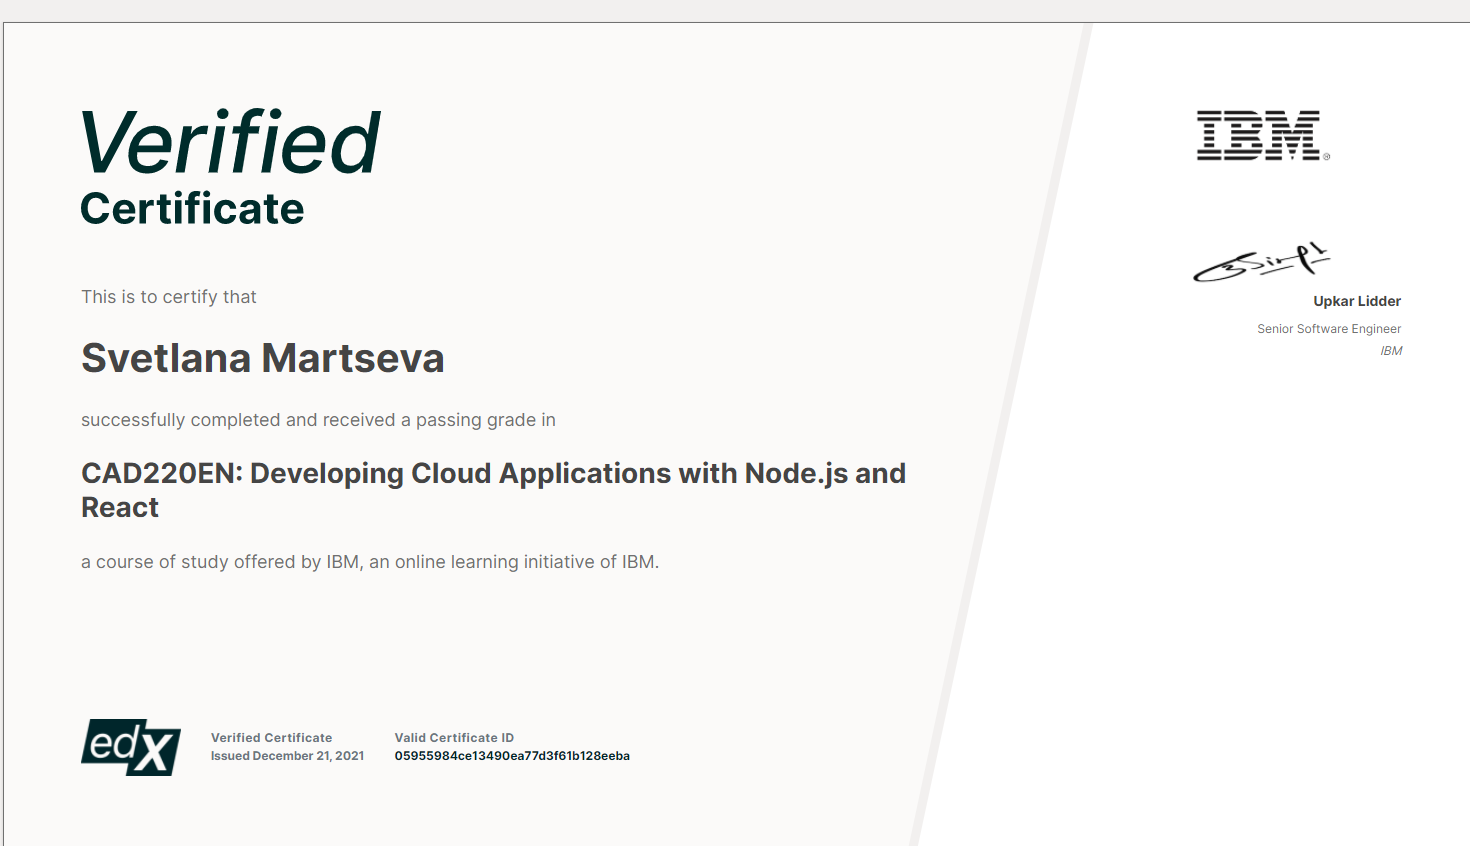 Verified
Certificate
This is to certify that
Svetlana Martseva
successfully completed and received a passing grade in
CAD220EN: Developing Cloud Applications with Node.js and
React
a course of study offered by IBM, an online learning initiative of IBM.
edX
Verified Certificate
Issued December 21, 2021
Valid Certificate ID
05955984ce13490ea77d3f61b128eeba
IBM®
Upkar Lidder
Senior Software Engineer
IBM